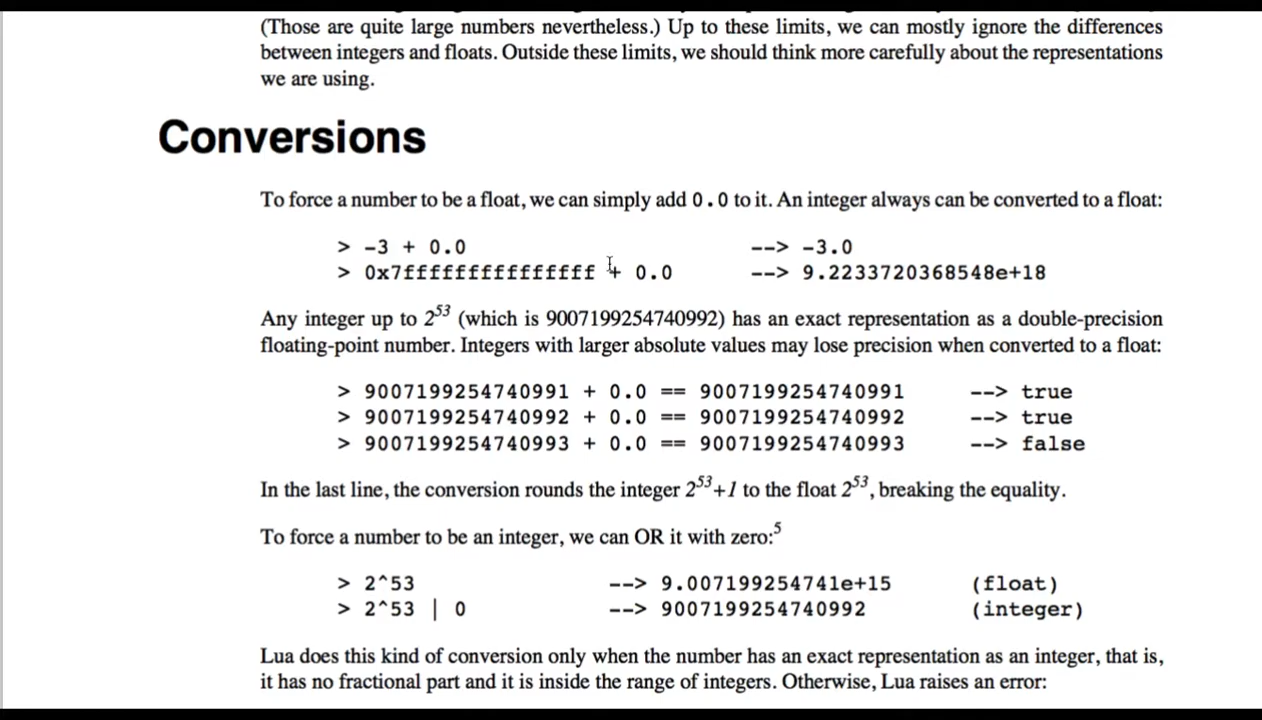 (Those are quite large numbers nevertheless.) Up to these limits, we can mostly ignore the differences
between integers and floats. Outside these limits, we should think more carefully about the representations
we are using.
Conversions
To force a number to be a float, we can simply add 0.0 to it. An integer always can be converted to a float:
> -3 + 0.0 --> -3.0
> 0x7fffffffffffffff + 0.0 --> 9.2233720368548e+18
Any integer up to 2^53 (which is 9007199254740992) has an exact representation as a double-precision
floating-point number. Integers with larger absolute values may lose precision when converted to a float:
> 9007199254740991 + 0.0 == 9007199254740991 --> true
> 9007199254740992 + 0.0 == 9007199254740992 --> true
> 9007199254740993 + 0.0 == 9007199254740993 --> false
In the last line, the conversion rounds the integer 2^53+1 to the float 2^53, breaking the equality.
To force a number to be an integer, we can OR it with zero:5
> 2^53 --> 9.007199254741e+15 (float)
> 2^53 | 0 --> 9007199254740992 (integer)
Lua does this kind of conversion only when the number has an exact representation as an integer, that is,
it has no fractional part and it is inside the range of integers. Otherwise, Lua raises an error: